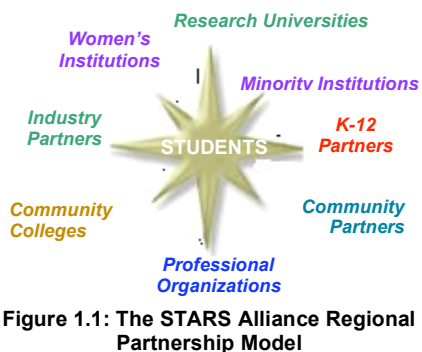 Research Universities
Women's
Institutions
Minority Institutions
Industry
Partners
STUDENTS
K-12
Partners
Community
Colleges
Community
Partners
Professional
Organizations
Figure 1.1: The STARS Alliance Regional
Partnership Model